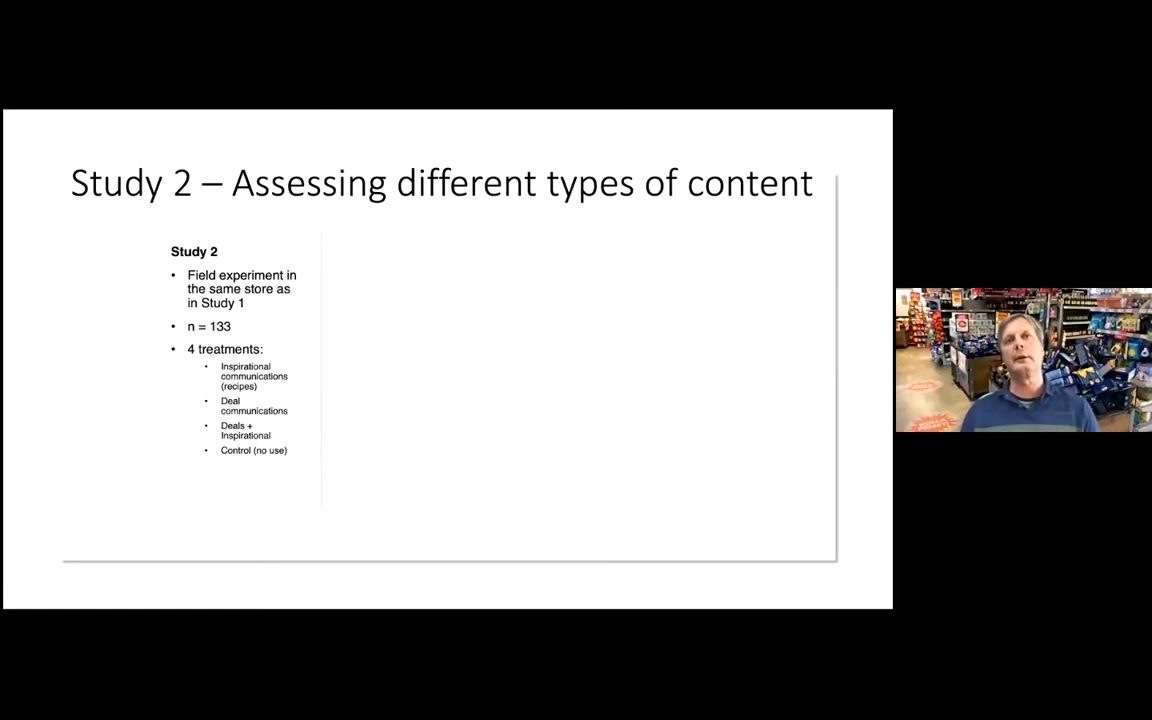 Study 2 – Assessing different types of content
Study 2
• Field experiment in
the same store as
in Study 1
• n = 133
• 4 treatments:
• Inspirational
communications
(recipes)
• Deal
communications
• Deals +
Inspirational
• Control (no use)